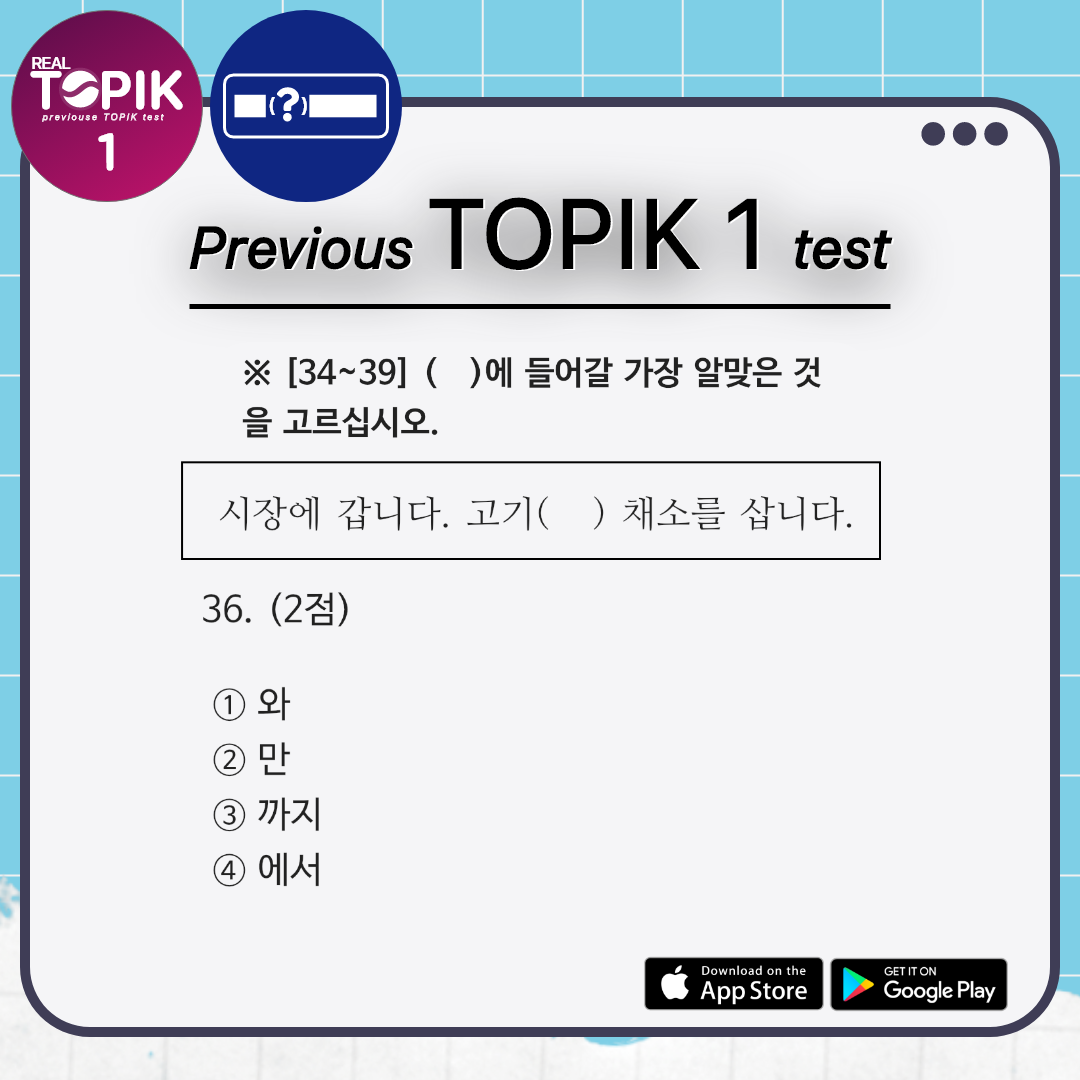 REAL
TOPIK
previouse TOPIK test
1
(?)
Previous TOPIK 1 test
※ [34~39] (   )에 들어갈 가장 알맞은 것
을 고르십시오.
시장에 갑니다. 고기(   ) 채소를 삽니다.
36. (2점)
① 와
② 만
③ 까지
④ 에서
Download on the
App Store
GET IT ON
Google Play